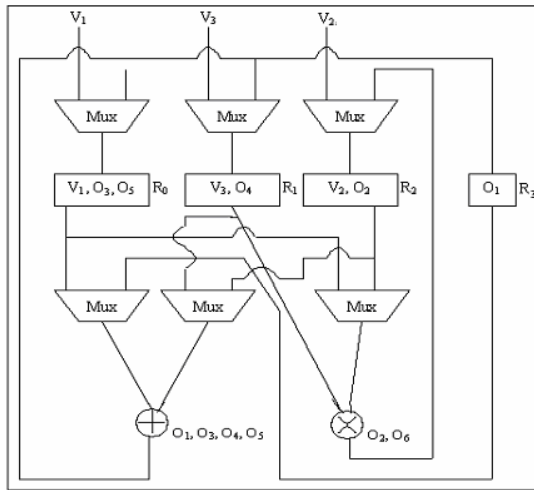 V₁ V₃ V₂
Mux Mux Mux
V₁, O₃, O₅ R₀ V₃, O₄ R₁ V₂, O₂ R₂ O₁ R₃
Mux Mux Mux
+ O₁, O₃, O₄, O₅ × O₂, O₆